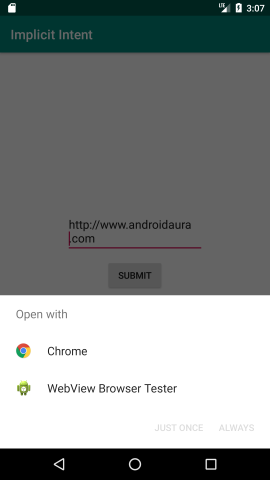 LTE 3:07
Implicit Intent
http://www.androidaura
.com
SUBMIT
Open with
Chrome
WebView Browser Tester
JUST ONCE ALWAYS